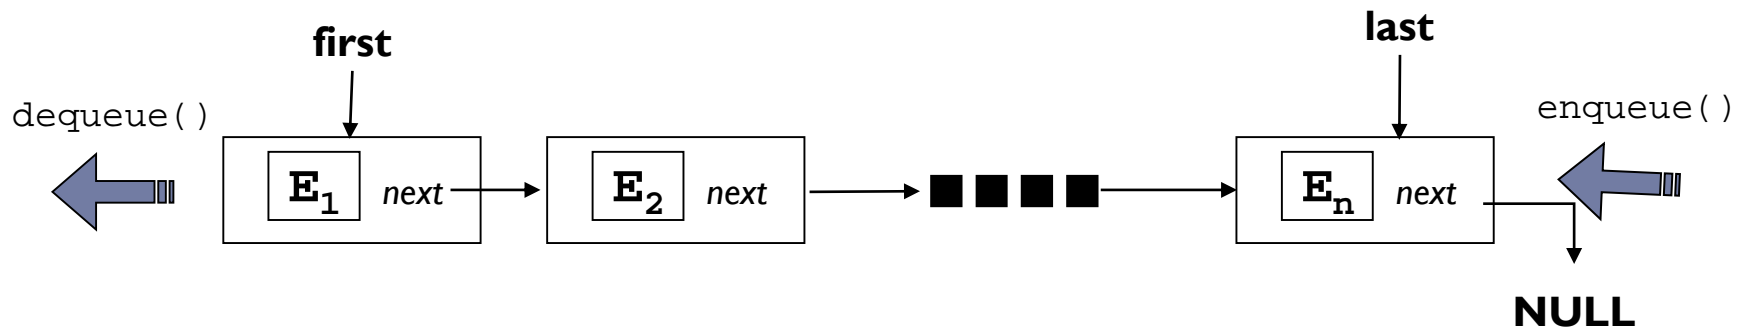 first
last
dequeue()
enqueue()
E₁ next
E₂ next
Eₙ next
NULL